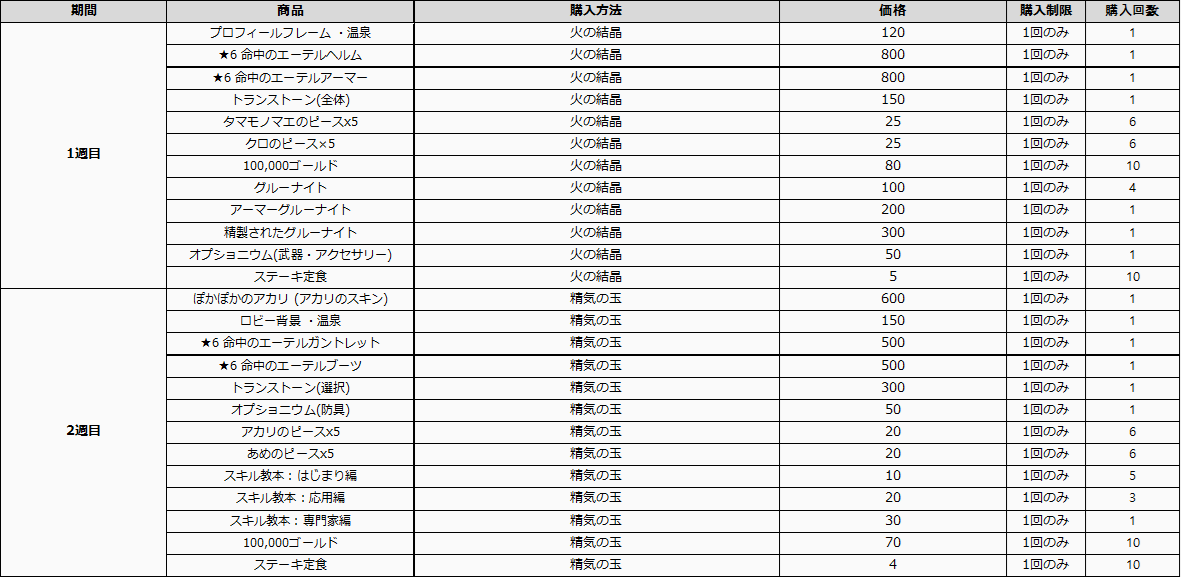 期間 商品 購入方法 価格 購入制限 購入回数
1週目
プロフィールフレーム ・温泉 火の結晶 120 1回のみ 1
★6 命中のエーテルヘルム 火の結晶 800 1回のみ 1
★6 命中のエーテルアーマー 火の結晶 800 1回のみ 1
トランストーン(全体) 火の結晶 150 1回のみ 1
タマモノマエのピースx5 火の結晶 25 1回のみ 6
クロのピース×5 火の結晶 25 1回のみ 6
100,000ゴールド 火の結晶 80 1回のみ 10
グルーナイト 火の結晶 100 1回のみ 4
アーマーグルーナイト 火の結晶 200 1回のみ 1
精製されたグルーナイト 火の結晶 300 1回のみ 1
オプショニウム(武器・アクセサリー) 火の結晶 50 1回のみ 1
ステーキ定食 火の結晶 5 1回のみ 10
2週目
ぽかぽかのアカリ (アカリのスキン) 精気の玉 600 1回のみ 1
ロビー背景 ・温泉 精気の玉 150 1回のみ 1
★6 命中のエーテルガントレット 精気の玉 500 1回のみ 1
★6 命中のエーテルブーツ 精気の玉 500 1回のみ 1
トランストーン(選択) 精気の玉 300 1回のみ 1
オプショニウム(防具) 精気の玉 50 1回のみ 1
アカリのピースx5 精気の玉 20 1回のみ 6
あめのピースx5 精気の玉 20 1回のみ 6
スキル教本：はじまり編 精気の玉 10 1回のみ 5
スキル教本：応用編 精気の玉 20 1回のみ 3
スキル教本：専門家編 精気の玉 30 1回のみ 1
100,000ゴールド 精気の玉 70 1回のみ 10
ステーキ定食 精気の玉 4 1回のみ 10